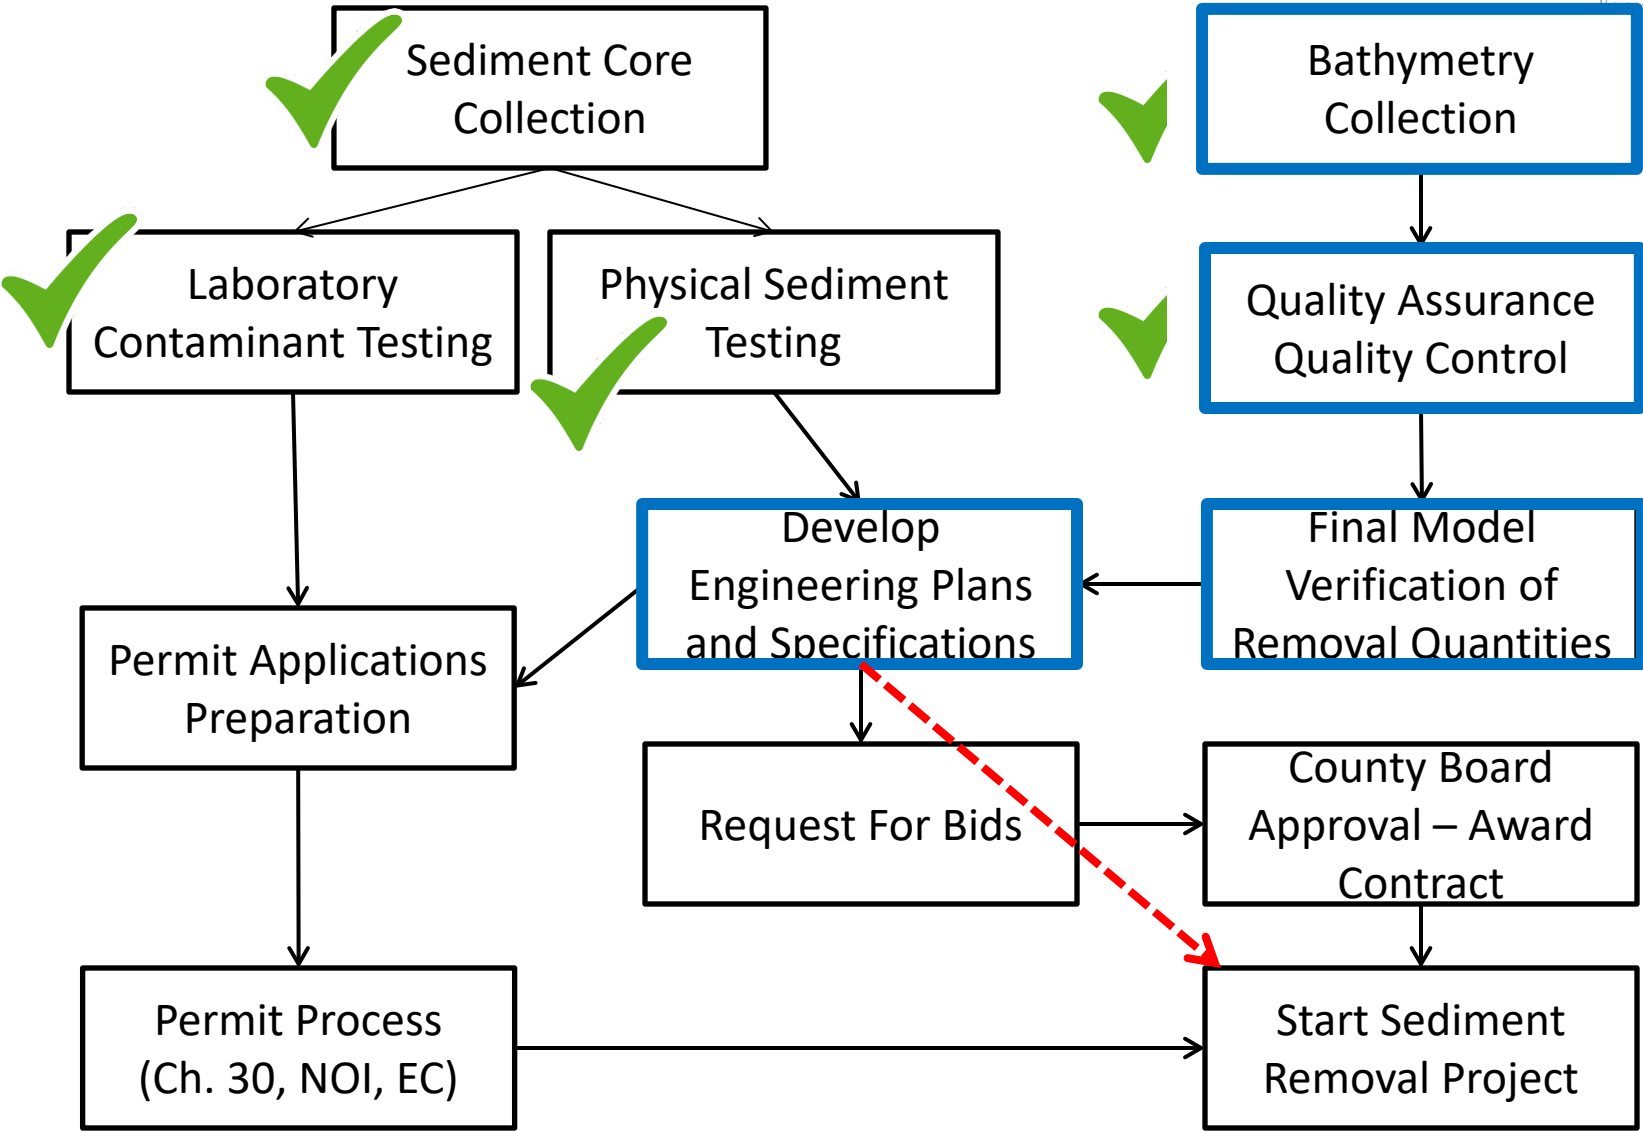 Sediment Core
Collection
Bathymetry
Collection
Laboratory
Contaminant Testing
Physical Sediment
Testing
Quality Assurance
Quality Control
Develop
Engineering Plans
and Specifications
Final Model
Verification of
Removal Quantities
Permit Applications
Preparation
Request For Bids
County Board
Approval – Award
Contract
Permit Process
(Ch. 30, NOI, EC)
Start Sediment
Removal Project